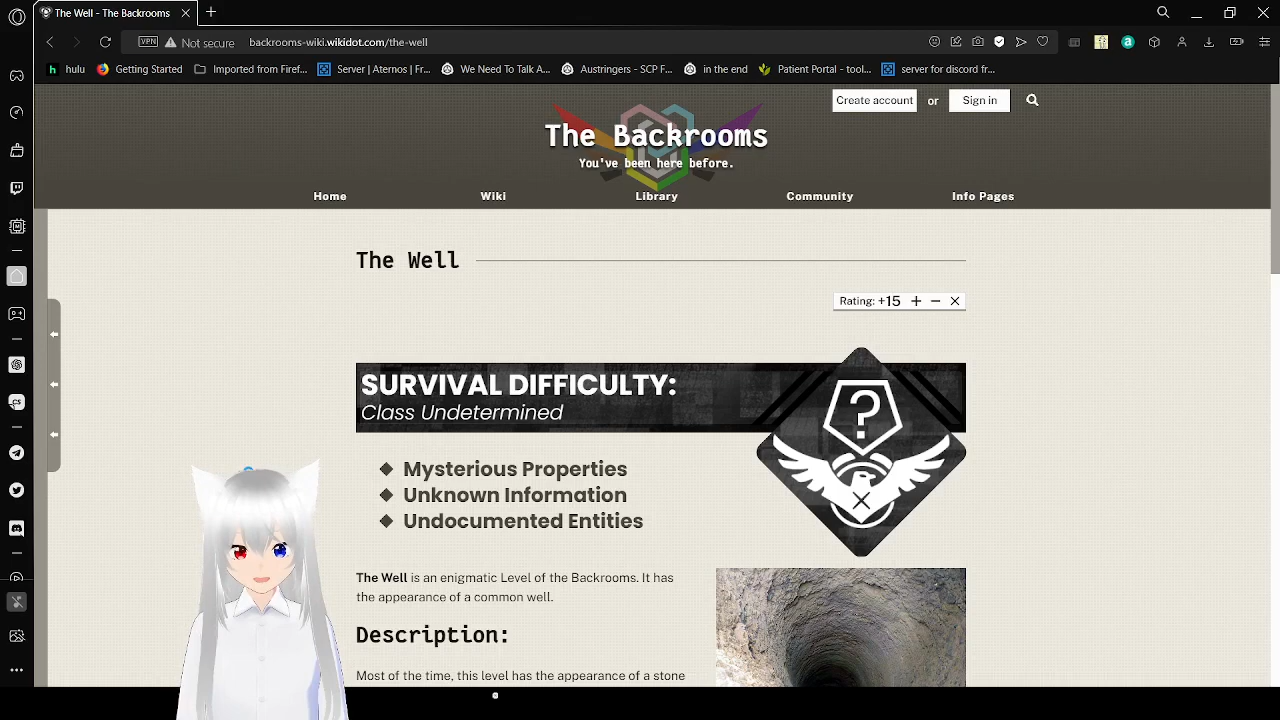 The Well - The Backrooms
VPN
Not secure
backrooms-wiki.wikidot.com/the-well
hulu
Getting Started
Imported from Firef...
Server | Aternos | Fr...
We Need To Talk A...
Austringers - SCP F...
in the end
Patient Portal - tool...
server for discord fr...
Create account
or
Sign in
The Backrooms
You've been here before.
Home
Wiki
Library
Community
Info Pages
The Well
Rating: +15 + − ×
SURVIVAL DIFFICULTY:
Class Undetermined
?
Mysterious Properties
Unknown Information
Undocumented Entities
The Well is an enigmatic Level of the Backrooms. It has
the appearance of a common well.
Description:
Most of the time, this level has the appearance of a stone